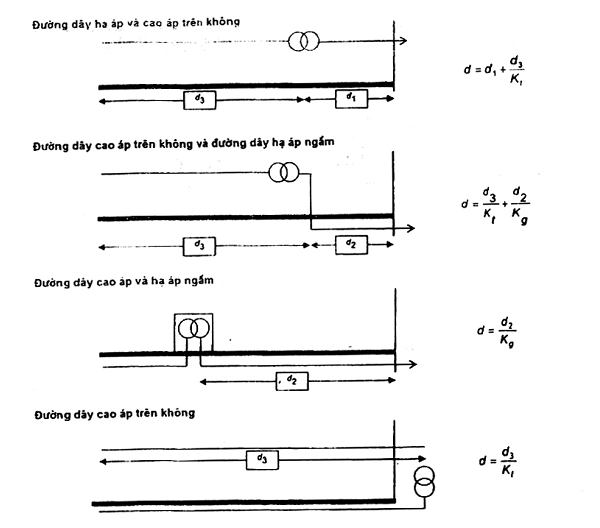 Đường dây hạ áp và cao áp trên không
d = d₁ + d₃/Kₜ
d₃
d₁
Đường dây cao áp trên không và đường dây hạ áp ngầm
d = d₃/Kₜ + d₂/K_g
d₃
d₂
Đường dây cao áp và hạ áp ngầm
d = d₂/K_g
d₂
Đường dây cao áp trên không
d₃
d = d₃/Kₜ